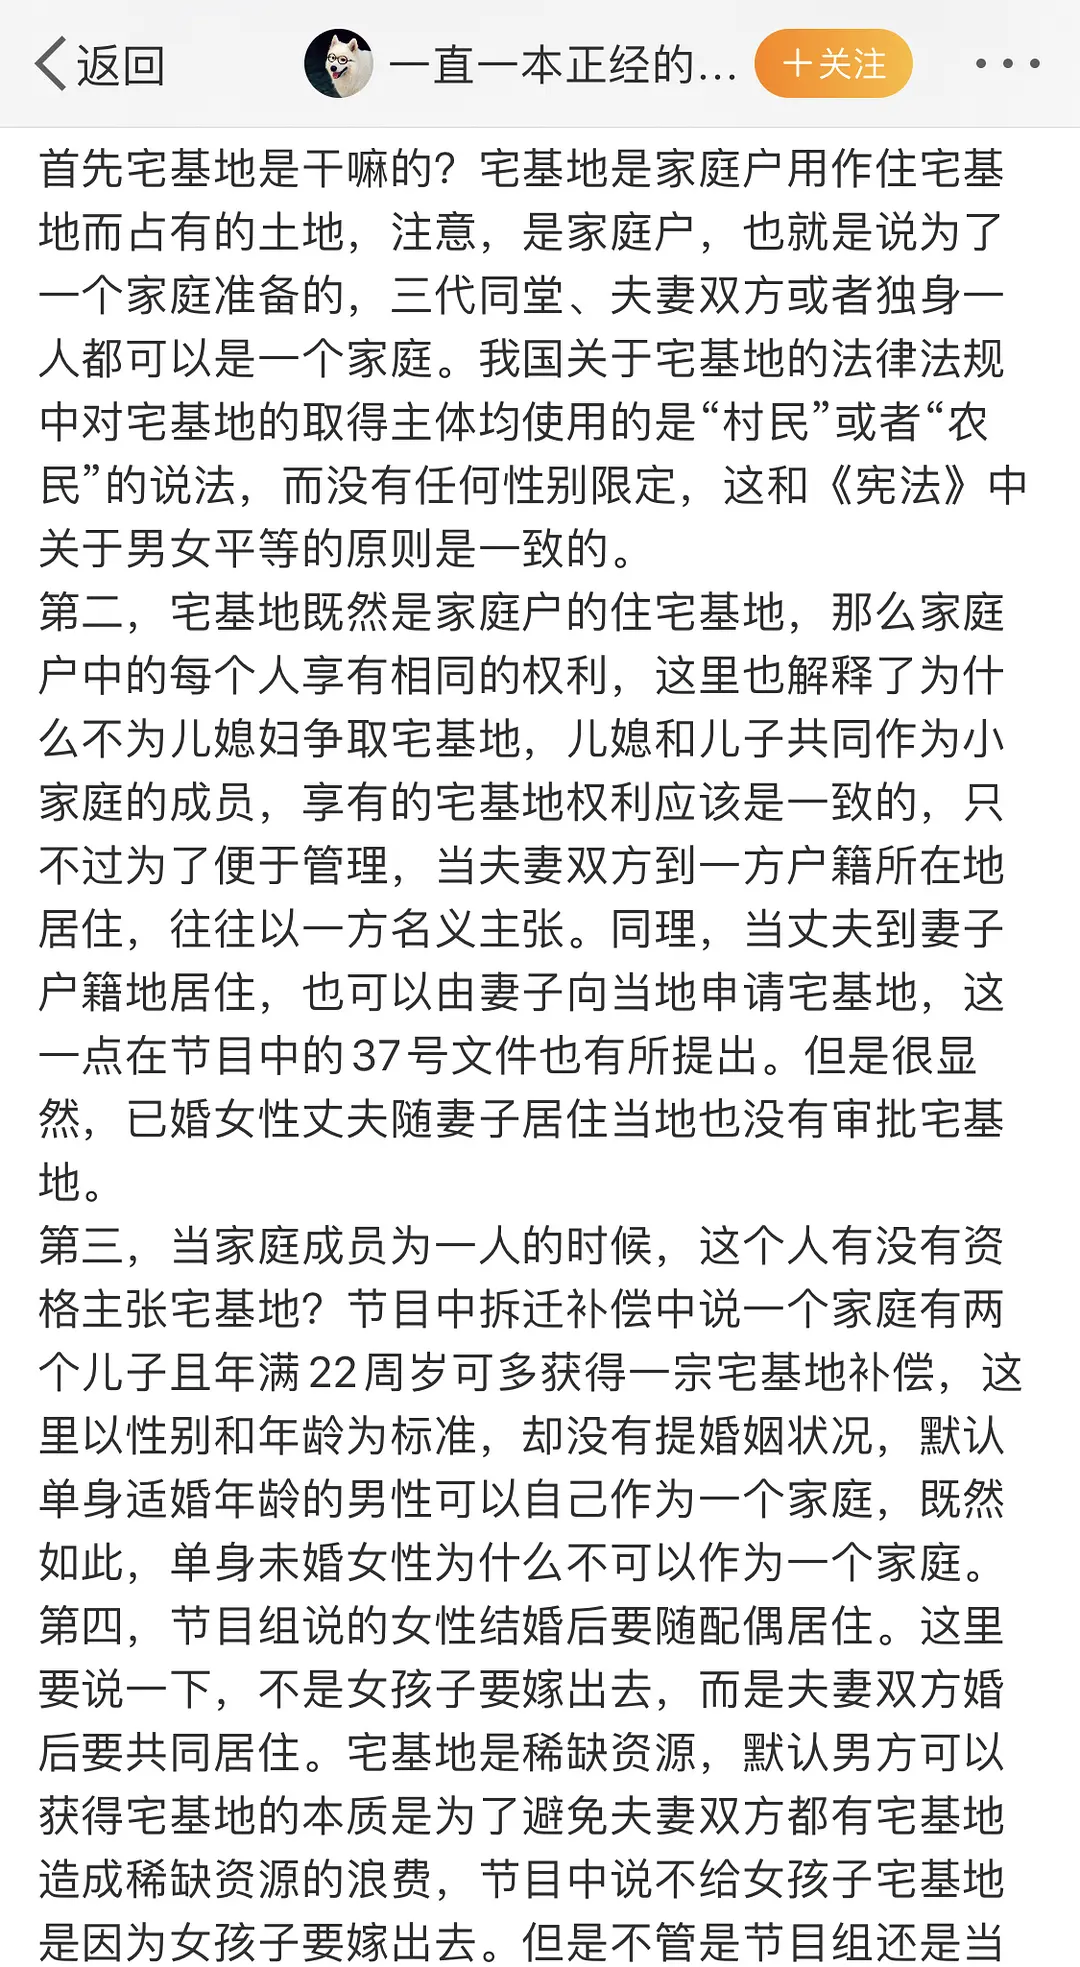 返回
一直一本正经的...
+关注
首先宅基地是干嘛的？宅基地是家庭户用作住宅基
地而占有的土地，注意，是家庭户，也就是说为了
一个家庭准备的，三代同堂、夫妻双方或者独身一
人都可以是一个家庭。我国关于宅基地的法律法规
中对宅基地的取得主体均使用的是“村民”或者“农
民”的说法，而没有任何性别限定，这和《宪法》中
关于男女平等的原则是一致的。
第二，宅基地既然是家庭户的住宅基地，那么家庭
户中的每个人享有相同的权利，这里也解释了为什
么不为儿媳妇争取宅基地，儿媳和儿子共同作为小
家庭的成员，享有的宅基地权利应该是一致的，只
不过为了便于管理，当夫妻双方到一方户籍所在地
居住，往往以一方名义主张。同理，当丈夫到妻子
户籍地居住，也可以由妻子向当地申请宅基地，这
一点在节目中的37号文件也有所提出。但是很显
然，已婚女性丈夫随妻子居住当地也没有审批宅基
地。
第三，当家庭成员为一人的时候，这个人有没有资
格主张宅基地？节目中拆迁补偿中说一个家庭有两
个儿子且年满22周岁可多获得一宗宅基地补偿，这
里以性别和年龄为标准，却没有提婚姻状况，默认
单身适婚年龄的男性可以自己作为一个家庭，既然
如此，单身未婚女性为什么不可以作为一个家庭。
第四，节目组说的女性结婚后要随配偶居住。这里
要说一下，不是女孩子要嫁出去，而是夫妻双方婚
后要共同居住。宅基地是稀缺资源，默认男方可以
获得宅基地的本质是为了避免夫妻双方都有宅基地
造成稀缺资源的浪费，节目中说不给女孩子宅基地
是因为女孩子要嫁出去。但是不管是节目组还是当